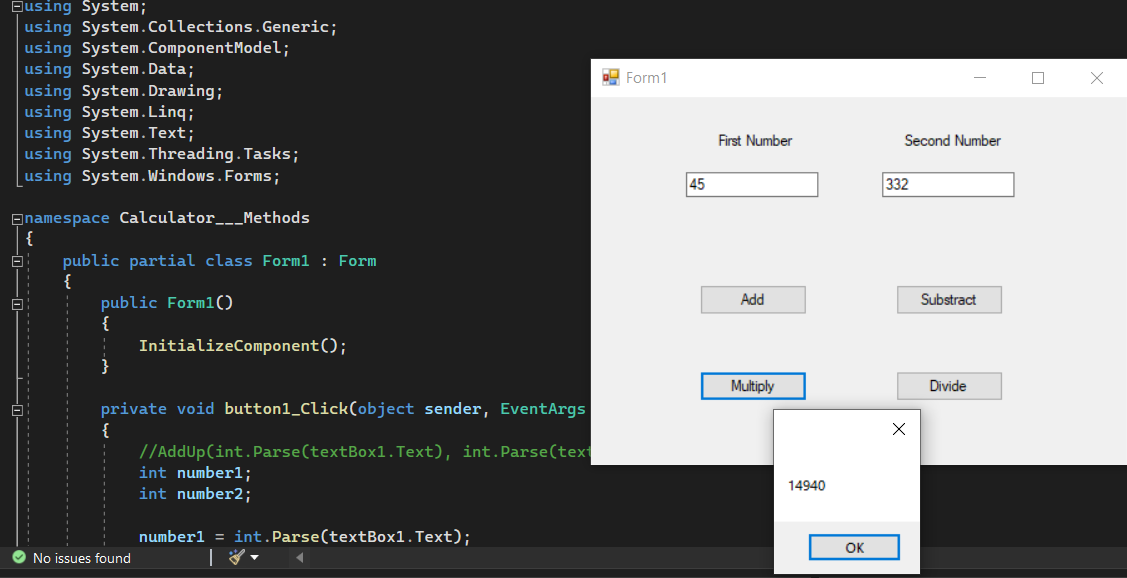 using System;
using System.Collections.Generic;
using System.ComponentModel;
using System.Data;
using System.Drawing;
using System.Linq;
using System.Text;
using System.Threading.Tasks;
using System.Windows.Forms;
namespace Calculator___Methods
{
public partial class Form1 : Form
{
public Form1()
{
InitializeComponent();
}
private void button1_Click(object sender, EventArgs
{
//AddUp(int.Parse(textBox1.Text), int.Parse(text
int number1;
int number2;
number1 = int.Parse(textBox1.Text);
No issues found
Form1
First Number Second Number
45 332
Add Substract
Multiply Divide
14940
OK